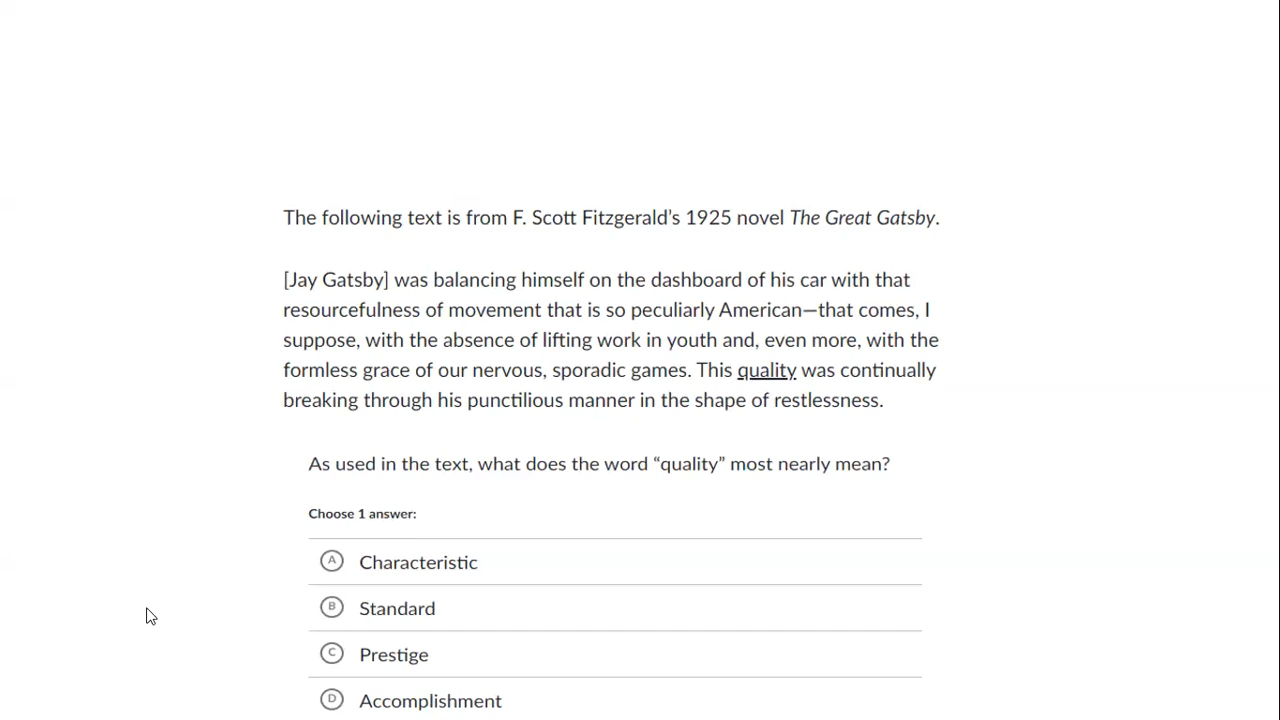 The following text is from F. Scott Fitzgerald's 1925 novel The Great Gatsby.
[Jay Gatsby] was balancing himself on the dashboard of his car with that
resourcefulness of movement that is so peculiarly American—that comes, I
suppose, with the absence of lifting work in youth and, even more, with the
formless grace of our nervous, sporadic games. This quality was continually
breaking through his punctilious manner in the shape of restlessness.
As used in the text, what does the word “quality” most nearly mean?
Choose 1 answer:
A Characteristic
B Standard
C Prestige
D Accomplishment